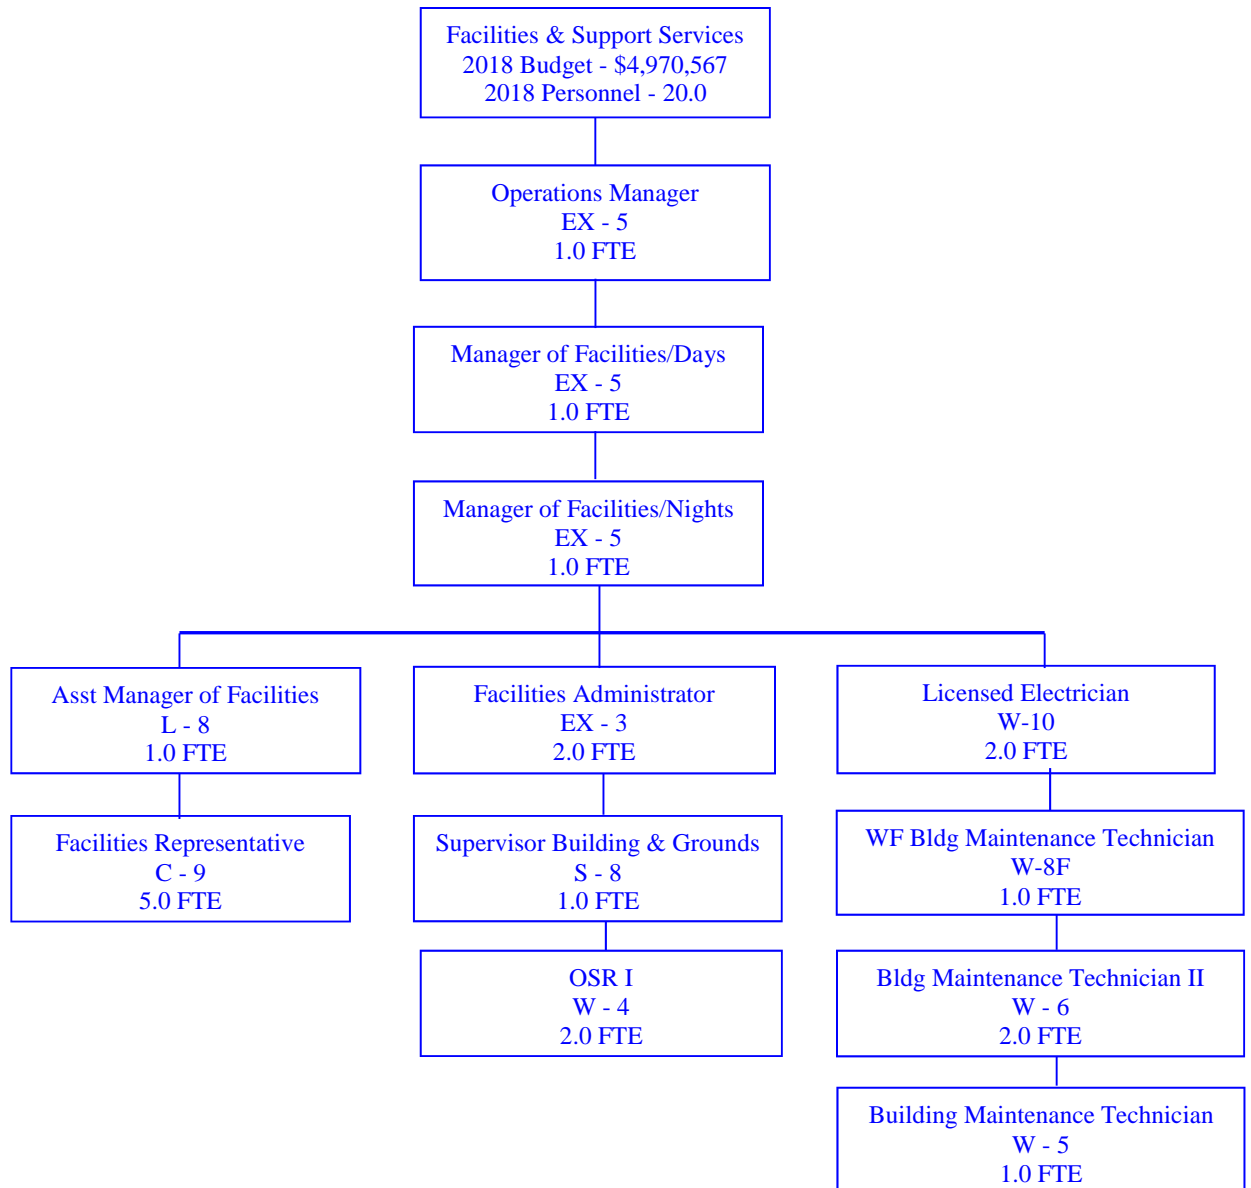 Facilities & Support Services
2018 Budget - $4,970,567
2018 Personnel - 20.0
Operations Manager
EX - 5
1.0 FTE
Manager of Facilities/Days
EX - 5
1.0 FTE
Manager of Facilities/Nights
EX - 5
1.0 FTE
Asst Manager of Facilities
L - 8
1.0 FTE
Facilities Representative
C - 9
5.0 FTE
Facilities Administrator
EX - 3
2.0 FTE
Supervisor Building & Grounds
S - 8
1.0 FTE
OSR I
W - 4
2.0 FTE
Licensed Electrician
W-10
2.0 FTE
WF Bldg Maintenance Technician
W-8F
1.0 FTE
Bldg Maintenance Technician II
W - 6
2.0 FTE
Building Maintenance Technician
W - 5
1.0 FTE